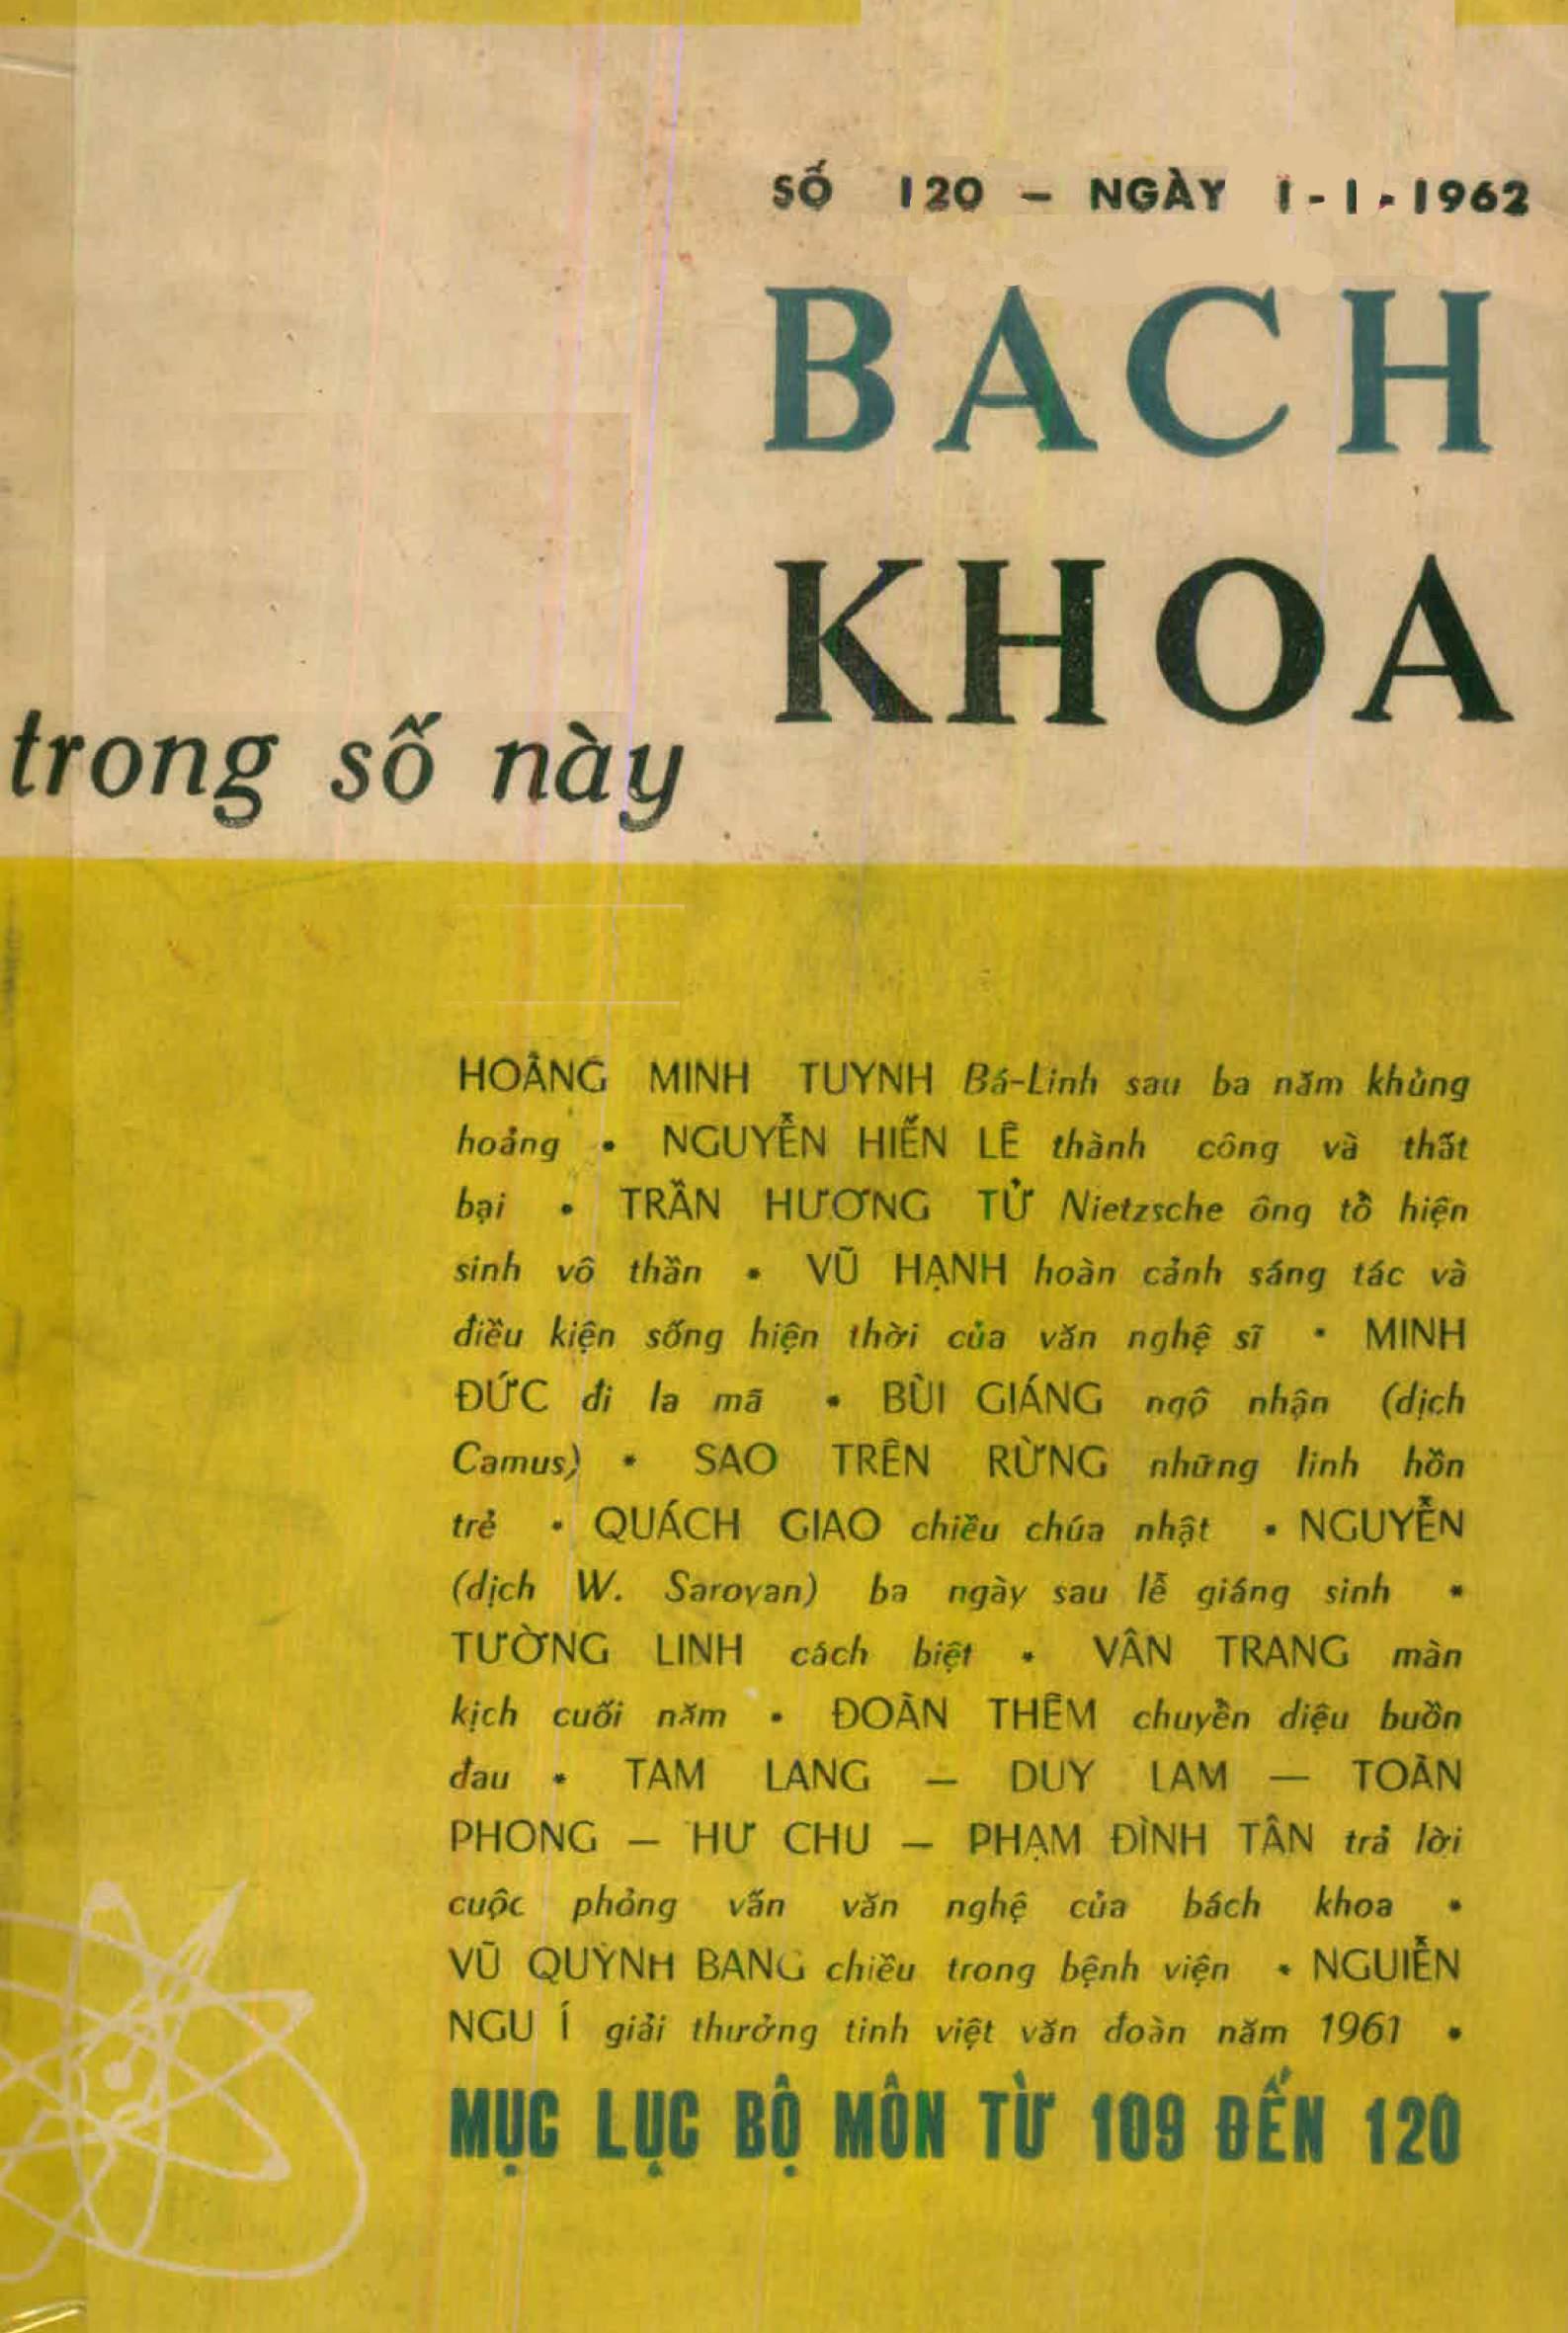 SỐ 120 – NGÀY 1-1-1962
BACH
KHOA
trong số này
HOÀNG MINH TUYNH Bá-Linh sau ba năm khủng
hoảng • NGUYỄN HIẾN LÊ thành công và thất
bại • TRẦN HƯƠNG TỬ Nietzsche ông tổ hiện
sinh vô thần • VŨ HẠNH hoàn cảnh sáng tác và
điều kiện sống hiện thời của văn nghệ sĩ • MINH
ĐỨC đi la mã • BÙI GIÁNG ngộ nhận (dịch
Camus) • SAO TRÊN RỪNG những linh hồn
trẻ • QUÁCH GIAO chiều chúa nhật • NGUYỄN
(dịch W. Saroyan) ba ngày sau lễ giáng sinh •
TƯỜNG LINH cách biệt • VÂN TRANG màn
kịch cuối năm • ĐOÀN THÊM chuyển diệu buồn
đau • TAM LANG – DUY LAM — TOÀN
PHONG – HƯ CHU – PHẠM ĐÌNH TÂN trả lời
cuộc phỏng vấn văn nghệ của bách khoa •
VŨ QUỲNH BANG chiều trong bệnh viện • NGUIỄN
NGU Í giải thưởng tinh việt văn đoàn năm 1961 •
MỤC LỤC BỘ MÔN TỪ 109 ĐẾN 120